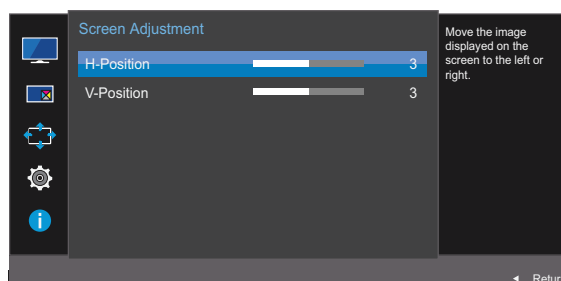 Screen Adjustment
H-Position 3
V-Position 3
Move the image
displayed on the
screen to the left or
right.
Retur